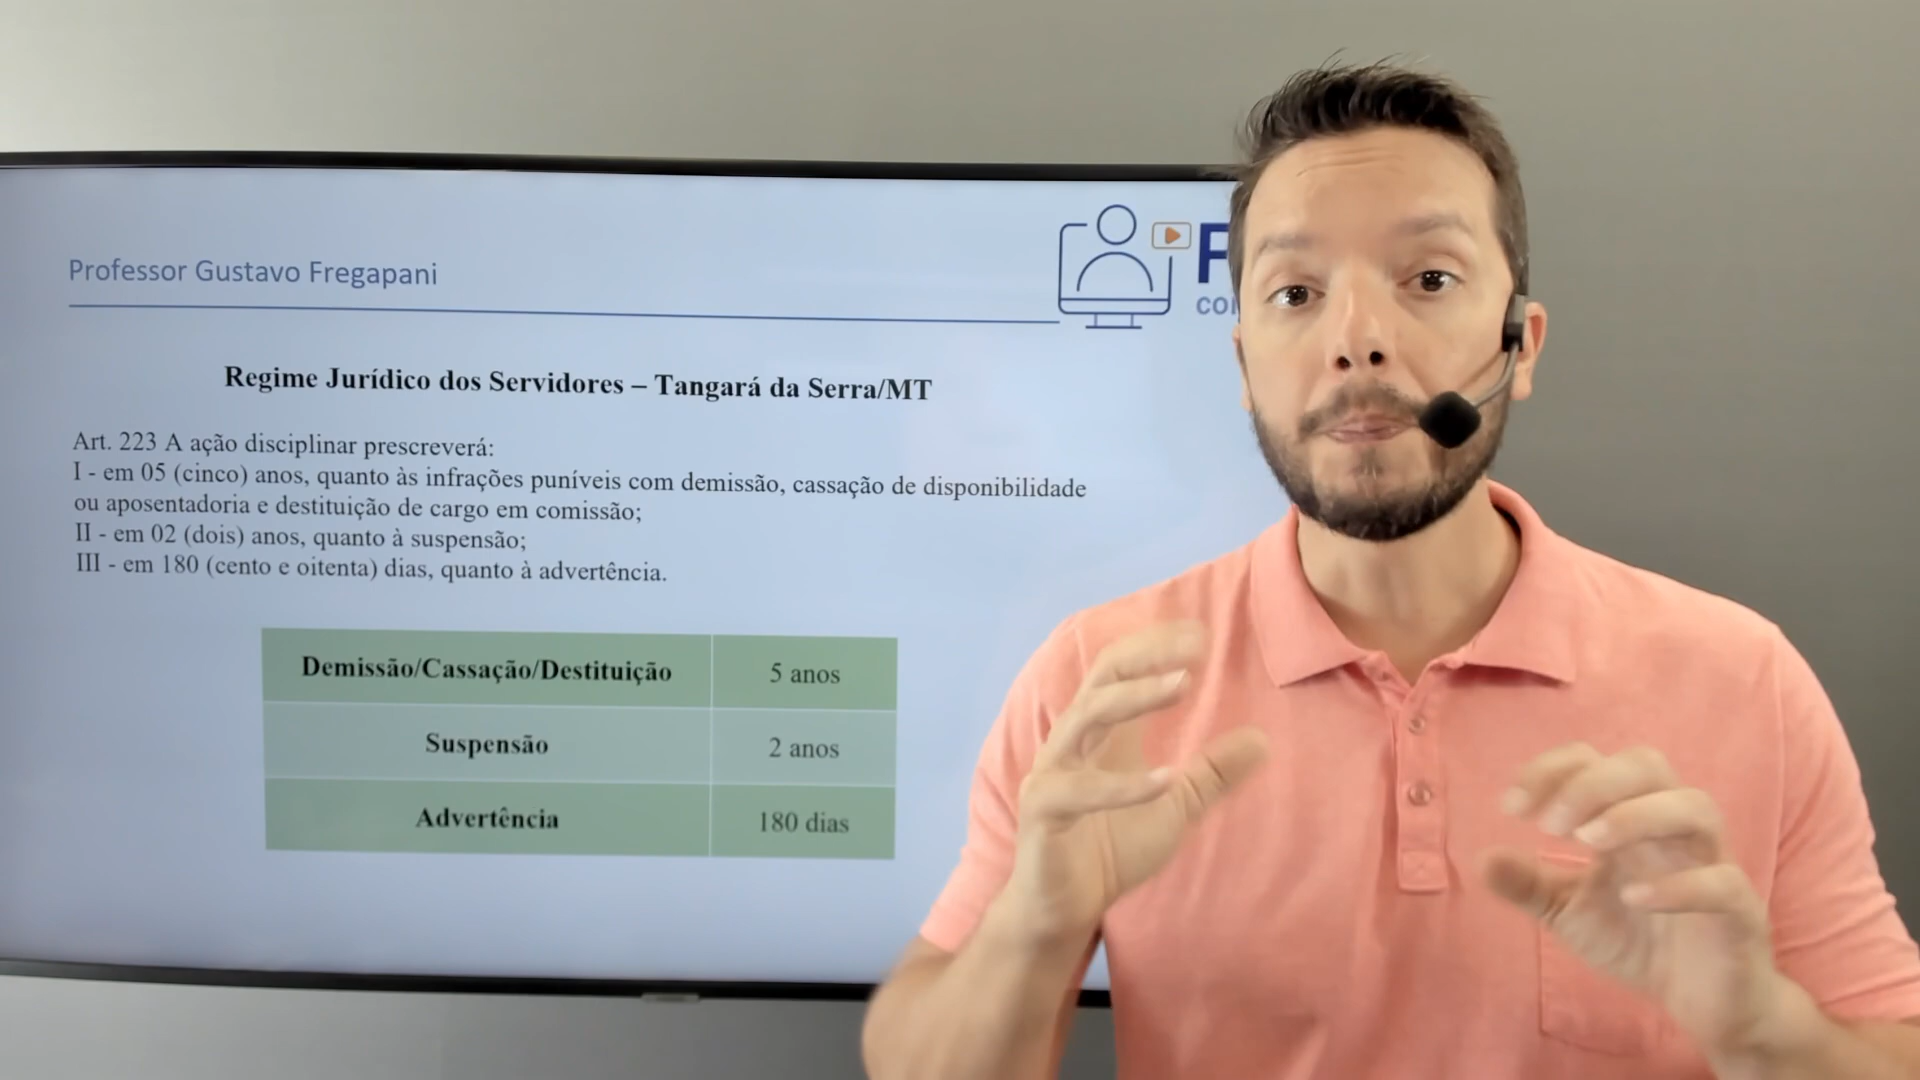 Professor Gustavo Fregapani
Regime Jurídico dos Servidores – Tangará da Serra/MT
Art. 223 A ação disciplinar prescreverá:
I - em 05 (cinco) anos, quanto às infrações puníveis com demissão, cassação de disponibilidade
ou aposentadoria e destituição de cargo em comissão;
II - em 02 (dois) anos, quanto à suspensão;
III - em 180 (cento e oitenta) dias, quanto à advertência.
Demissão/Cassação/Destituição 5 anos
Suspensão 2 anos
Advertência 180 dias